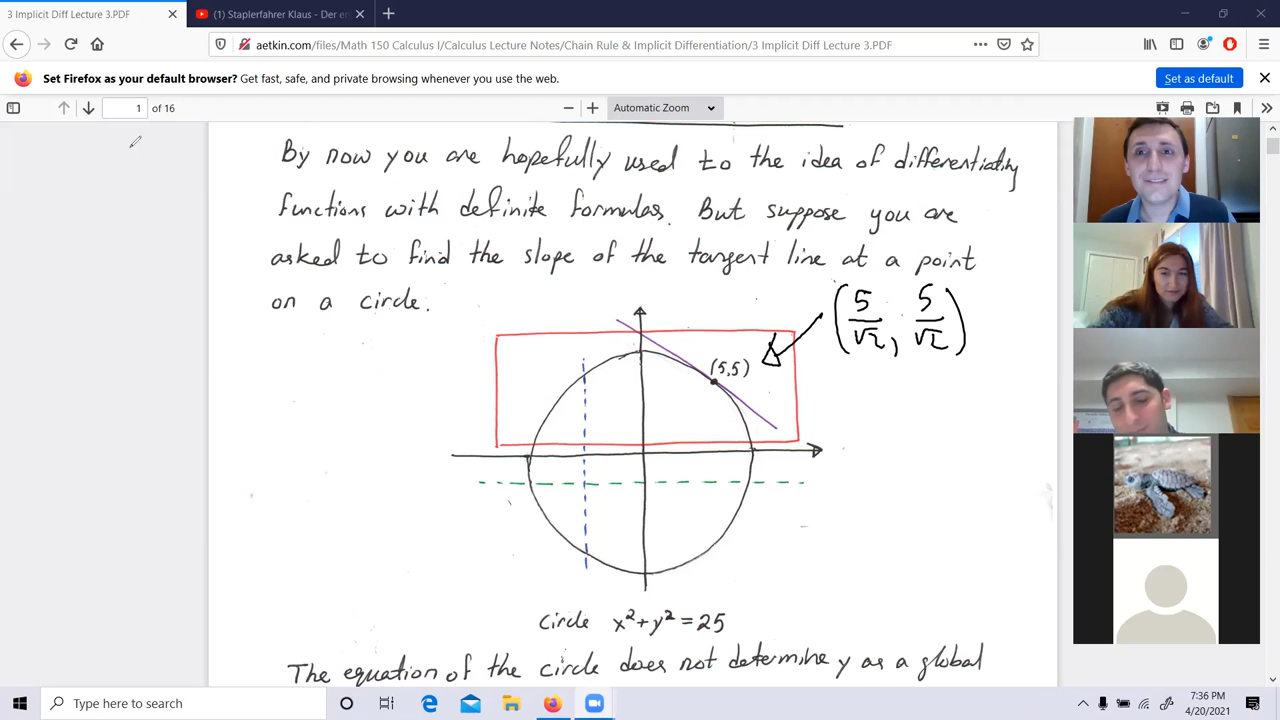 3 Implicit Diff Lecture 3.PDF
(1) Staplerfahrer Klaus - Der er
aetkin.com/files/Math 150 Calculus I/Calculus Lecture Notes/Chain Rule & Implicit Differentiation/3 Implicit Diff Lecture 3.PDF
Set Firefox as your default browser? Get fast, safe, and private browsing whenever you use the web.
Set as default
1 of 16
Automatic Zoom
By now you are hopefully used to the idea of differentiating
functions with definite formulas. But suppose you are
asked to find the slope of the tangent line at a point
on a circle.
(5/√2, 5/√2)
(5,5)
circle x²+y²=25
The equation of the circle does not determine y as a global
Type here to search
7:36 PM
4/20/2021